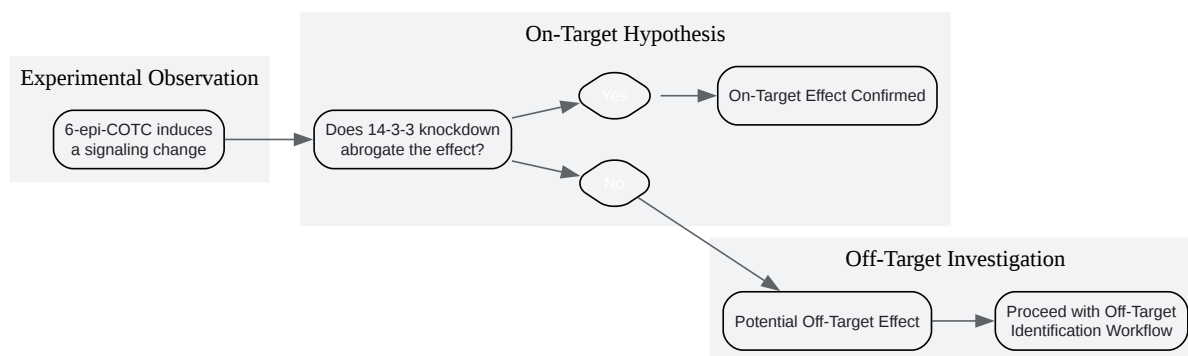 Experimental Observation
6-epi-COTC induces
a signaling change
On-Target Hypothesis
Does 14-3-3 knockdown
abrogate the effect?
Yes
On-Target Effect Confirmed
No
Off-Target Investigation
Potential Off-Target Effect
Proceed with Off-Target
Identification Workflow